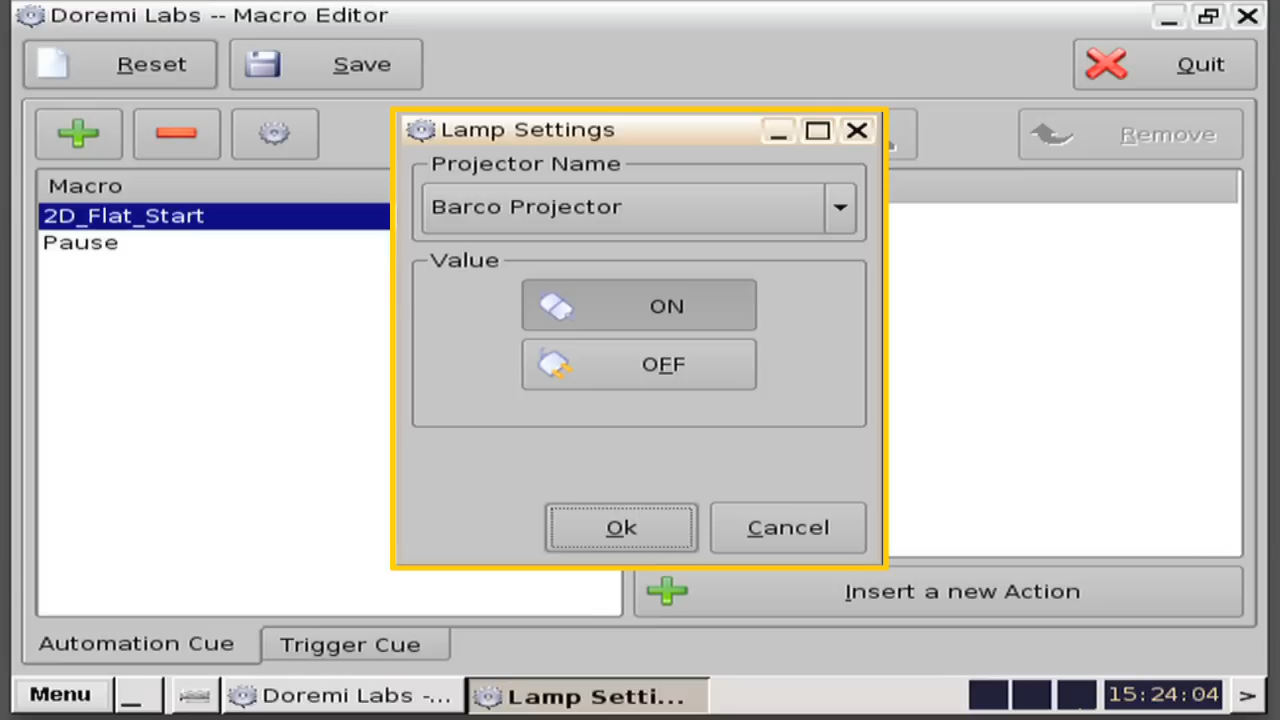 Doremi Labs -- Macro Editor
Reset
Save
Quit
Remove
Lamp Settings
Projector Name
Barco Projector
Value
ON
OFF
Ok
Cancel
Macro
2D_Flat_Start
Pause
Insert a new Action
Automation Cue
Trigger Cue
Menu
Doremi Labs -...
Lamp Setti...
15:24:04
>